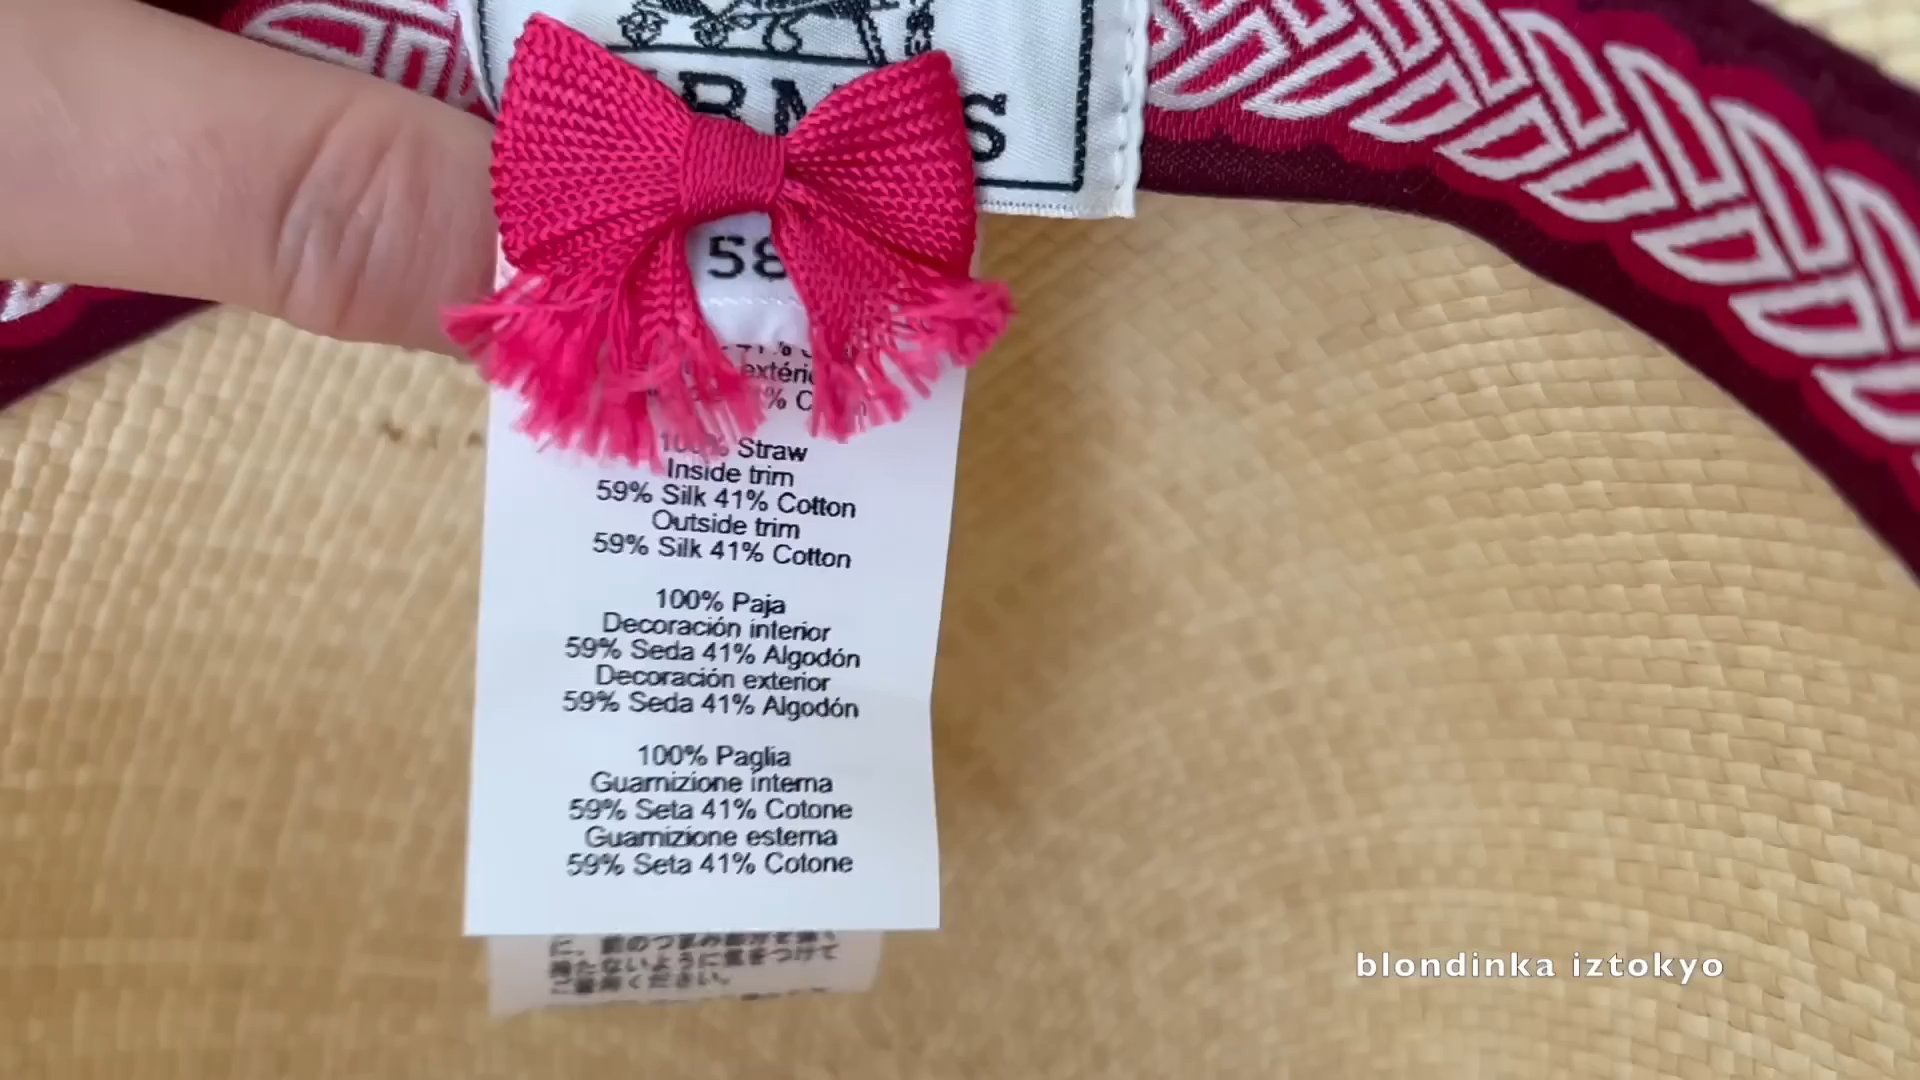 58
100% Straw
Inside trim
59% Silk 41% Cotton
Outside trim
59% Silk 41% Cotton
100% Paja
Decoración interior
59% Seda 41% Algodón
Decoración exterior
59% Seda 41% Algodón
100% Paglia
Guarnizione interna
59% Seta 41% Cotone
Guarnizione esterna
59% Seta 41% Cotone
blondinka iztokyo